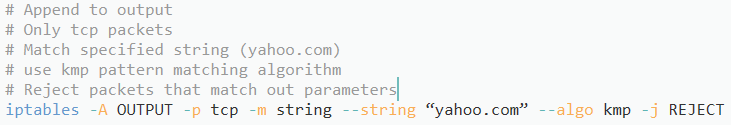 # Append to output
# Only tcp packets
# Match specified string (yahoo.com)
# use kmp pattern matching algorithm
# Reject packets that match out parameters
iptables -A OUTPUT -p tcp -m string --string “yahoo.com” --algo kmp -j REJECT